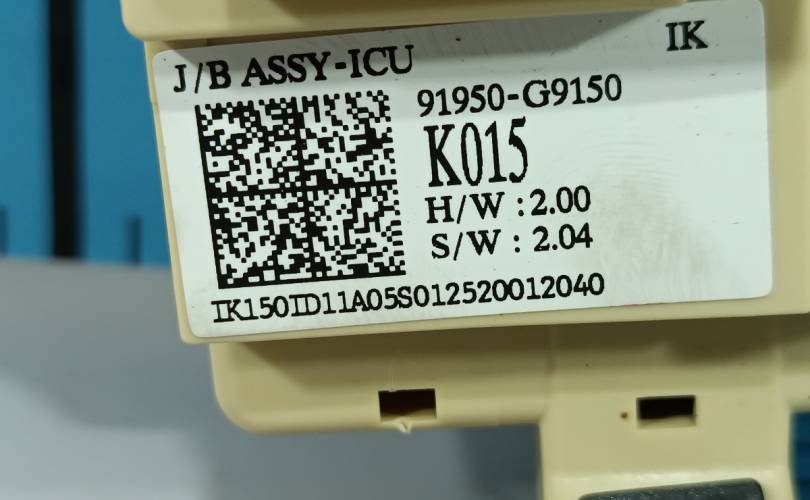 J/B ASSY-ICU
IK
91950-G9150
K015
H/W : 2.00
S/W : 2.04
IK150ID11A05S012520012040